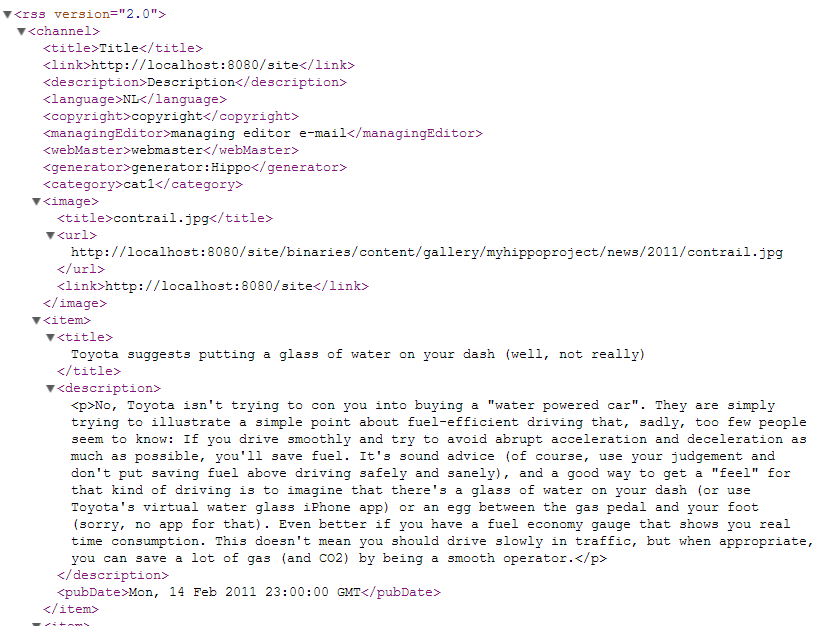 ▼<rss version="2.0">
▼<channel>
<title>Title</title>
<link>http://localhost:8080/site</link>
<description>Description</description>
<language>NL</language>
<copyright>copyright</copyright>
<managingEditor>managing editor e-mail</managingEditor>
<webMaster>webmaster</webMaster>
<generator>generator:Hippo</generator>
<category>cat1</category>
▼<image>
<title>contrail.jpg</title>
▼<url>
http://localhost:8080/site/binaries/content/gallery/myhippoproject/news/2011/contrail.jpg
</url>
<link>http://localhost:8080/site</link>
</image>
▼<item>
▼<title>
Toyota suggests putting a glass of water on your dash (well, not really)
</title>
▼<description>
<p>No, Toyota isn't trying to con you into buying a "water powered car". They are simply
trying to illustrate a simple point about fuel-efficient driving that, sadly, too few people
seem to know: If you drive smoothly and try to avoid abrupt acceleration and deceleration as
much as possible, you'll save fuel. It's sound advice (of course, use your judgement and
don't put saving fuel above driving safely and sanely), and a good way to get a "feel" for
that kind of driving is to imagine that there's a glass of water on your dash (or use
Toyota's virtual water glass iPhone app) or an egg between the gas pedal and your foot
(sorry, no app for that). Even better if you have a fuel economy gauge that shows you real
time consumption. This doesn't mean you should drive slowly in traffic, but when appropriate,
you can save a lot of gas (and CO2) by being a smooth operator.</p>
</description>
<pubDate>Mon, 14 Feb 2011 23:00:00 GMT</pubDate>
</item>
▼<item>